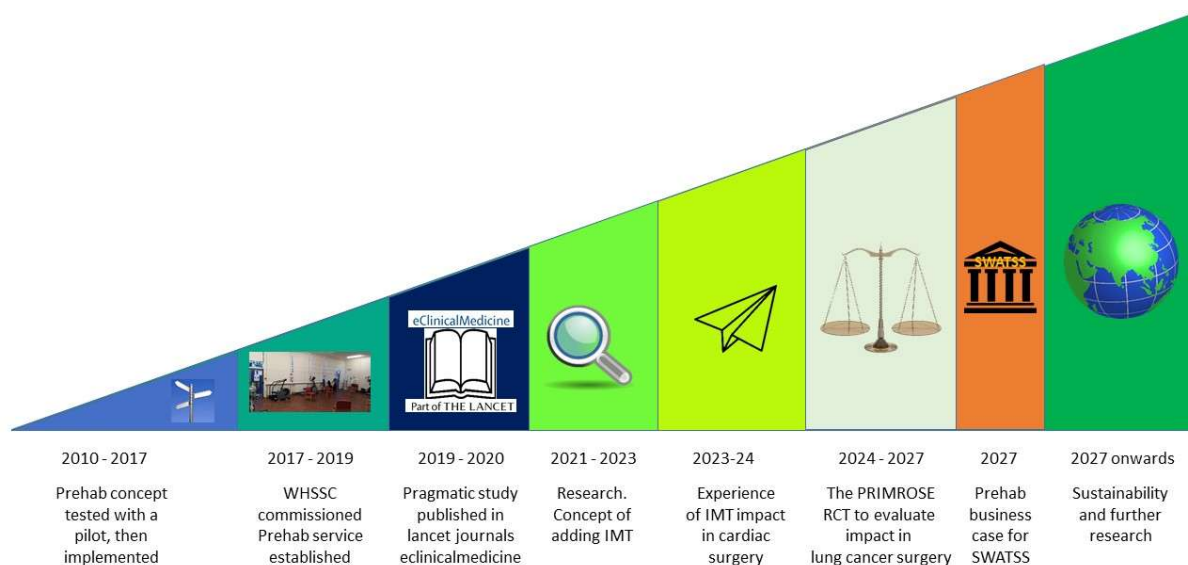 eClinicalMedicine
Part of THE LANCET
SWATSS
2010 - 2017
Prehab concept
tested with a
pilot, then
implemented
2017 - 2019
WHSSC
commissioned
Prehab service
established
2019 - 2020
Pragmatic study
published in
lancet journals
eclinicalmedicine
2021 - 2023
Research.
Concept of
adding IMT
2023-24
Experience
of IMT impact
in cardiac
surgery
2024 - 2027
The PRIMROSE
RCT to evaluate
impact in
lung cancer surgery
2027
Prehab
business
case for
SWATSS
2027 onwards
Sustainability
and further
research